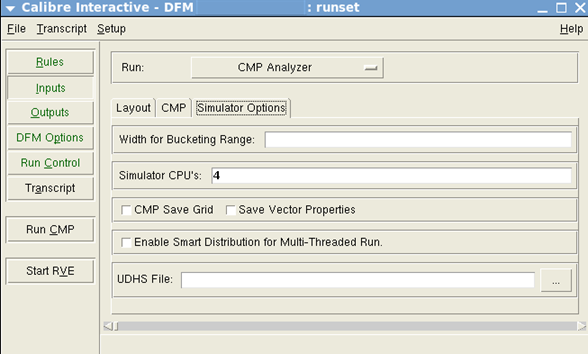 Calibre Interactive - DFM : runset
File Transcript Setup Help
Rules
Inputs
Outputs
DFM Options
Run Control
Transcript
Run CMP
Start RVE
Run: CMP Analyzer
Layout CMP Simulator Options
Width for Bucketing Range:
Simulator CPU's: 4
CMP Save Grid Save Vector Properties
Enable Smart Distribution for Multi-Threaded Run.
UDHS File: ...